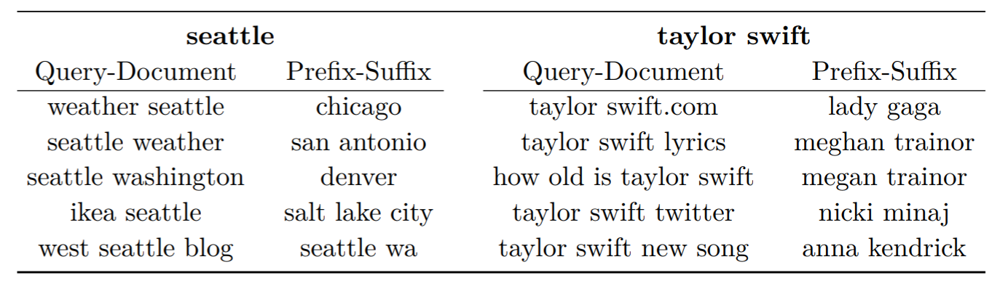 seattle taylor swift
Query-Document Prefix-Suffix Query-Document Prefix-Suffix
weather seattle chicago taylor swift.com lady gaga
seattle weather san antonio taylor swift lyrics meghan trainor
seattle washington denver how old is taylor swift megan trainor
ikea seattle salt lake city taylor swift twitter nicki minaj
west seattle blog seattle wa taylor swift new song anna kendrick